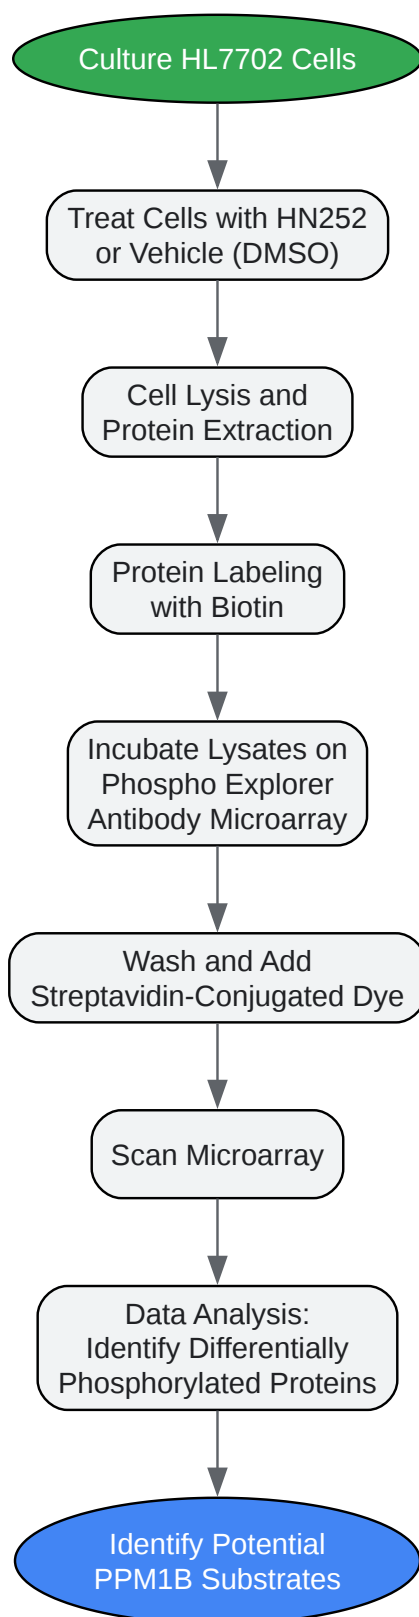 Culture HL7702 Cells
Treat Cells with HN252
or Vehicle (DMSO)
Cell Lysis and
Protein Extraction
Protein Labeling
with Biotin
Incubate Lysates on
Phospho Explorer
Antibody Microarray
Wash and Add
Streptavidin-Conjugated Dye
Scan Microarray
Data Analysis:
Identify Differentially
Phosphorylated Proteins
Identify Potential
PPM1B Substrates